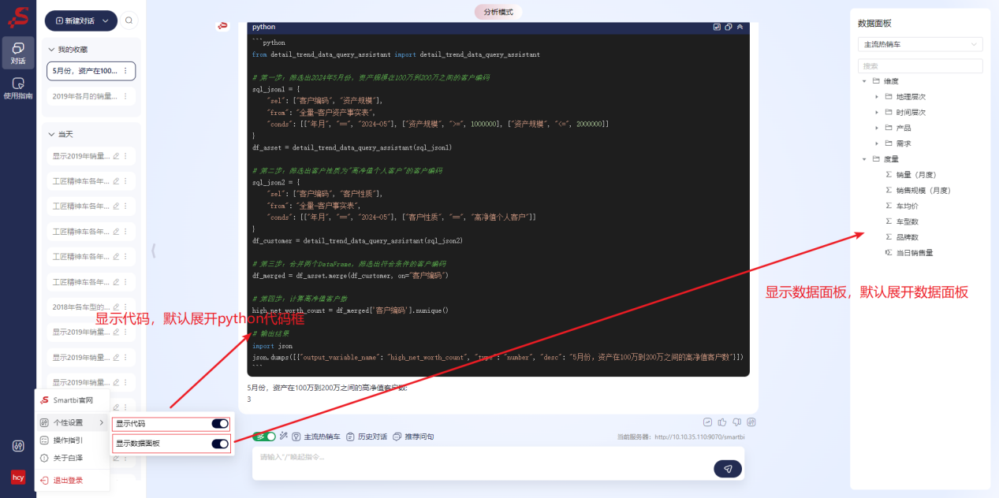 分析模式
新建对话
对话
使用指南
我的收藏
5月份，资产在100...
2019年各月的销量...
当天
显示2019年销量...
工匠精神车各年...
工匠精神车各年...
工匠精神车各年...
工匠精神车各年...
工匠精神车各年...
2018年各车型的...
显示2019年销量...
显示2019年销量...
显示2019年销量...
Smartbi官网
个性设置
操作指引
关于白泽
退出登录
hcy
显示代码
显示数据面板
显示代码，默认展开python代码框
python
```python
from detail_trend_data_query_assistant import detail_trend_data_query_assistant
# 第一步：筛选出2024年5月份，资产规模在100万到200万之间的客户编码
sql_json1 = {
"sel": ["客户编码", "资产规模"],
"from": "全量-客户资产事实表",
"conds": [["年月", "==", "2024-05"], ["资产规模", ">=", 1000000], ["资产规模", "<=", 2000000]]
}
df_asset = detail_trend_data_query_assistant(sql_json1)
# 第二步：筛选出客户性质为"高净值个人客户"的客户编码
sql_json2 = {
"sel": ["客户编码", "客户性质"],
"from": "全量-客户事实表",
"conds": [["年月", "==", "2024-05"], ["客户性质", "==", "高净值个人客户"]]
}
df_customer = detail_trend_data_query_assistant(sql_json2)
# 第三步：合并两个DataFrame，筛选出符合条件的客户编码
df_merged = df_asset.merge(df_customer, on="客户编码")
# 第四步：计算高净值客户数
high_net_worth_count = df_merged['客户编码'].nunique()
# 输出结果
import json
json.dumps([{"output_variable_name": "high_net_worth_count", "type": "number", "desc": "5月份，资产在100万到200万之间的高净值客户数"}])
```
5月份，资产在100万到200万之间的高净值客户数:
3
多
主流热销车
历史对话
推荐问句
当前服务器：http://10.10.35.110:9070/smartbi
请输入"/"唤起指令...
数据面板
主流热销车
搜索
维度
地理层次
时间层次
产品
需求
度量
销量（月度）
销售规模（月度）
车均价
车型数
品牌数
当日销售量
显示数据面板，默认展开数据面板